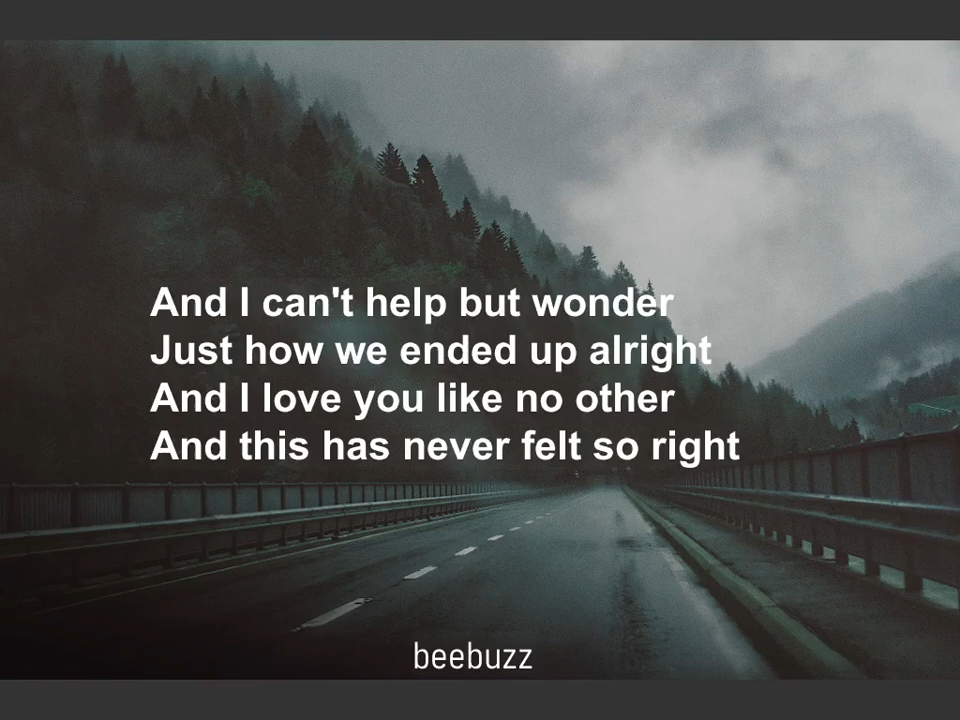 And I can't help but wonder
Just how we ended up alright
And I love you like no other
And this has never felt so right
beebuzz